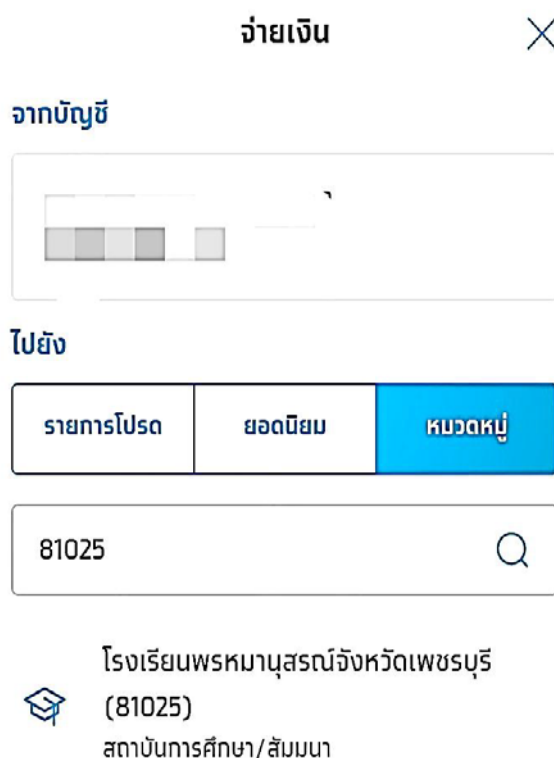 จ่ายเงิน
จากบัญชี
ไปยัง
รายการโปรด
ยอดนิยม
หมวดหมู่
81025
โรงเรียนพรหมานุสรณ์จังหวัดเพชรบุรี
(81025)
สถาบันการศึกษา/สัมมนา